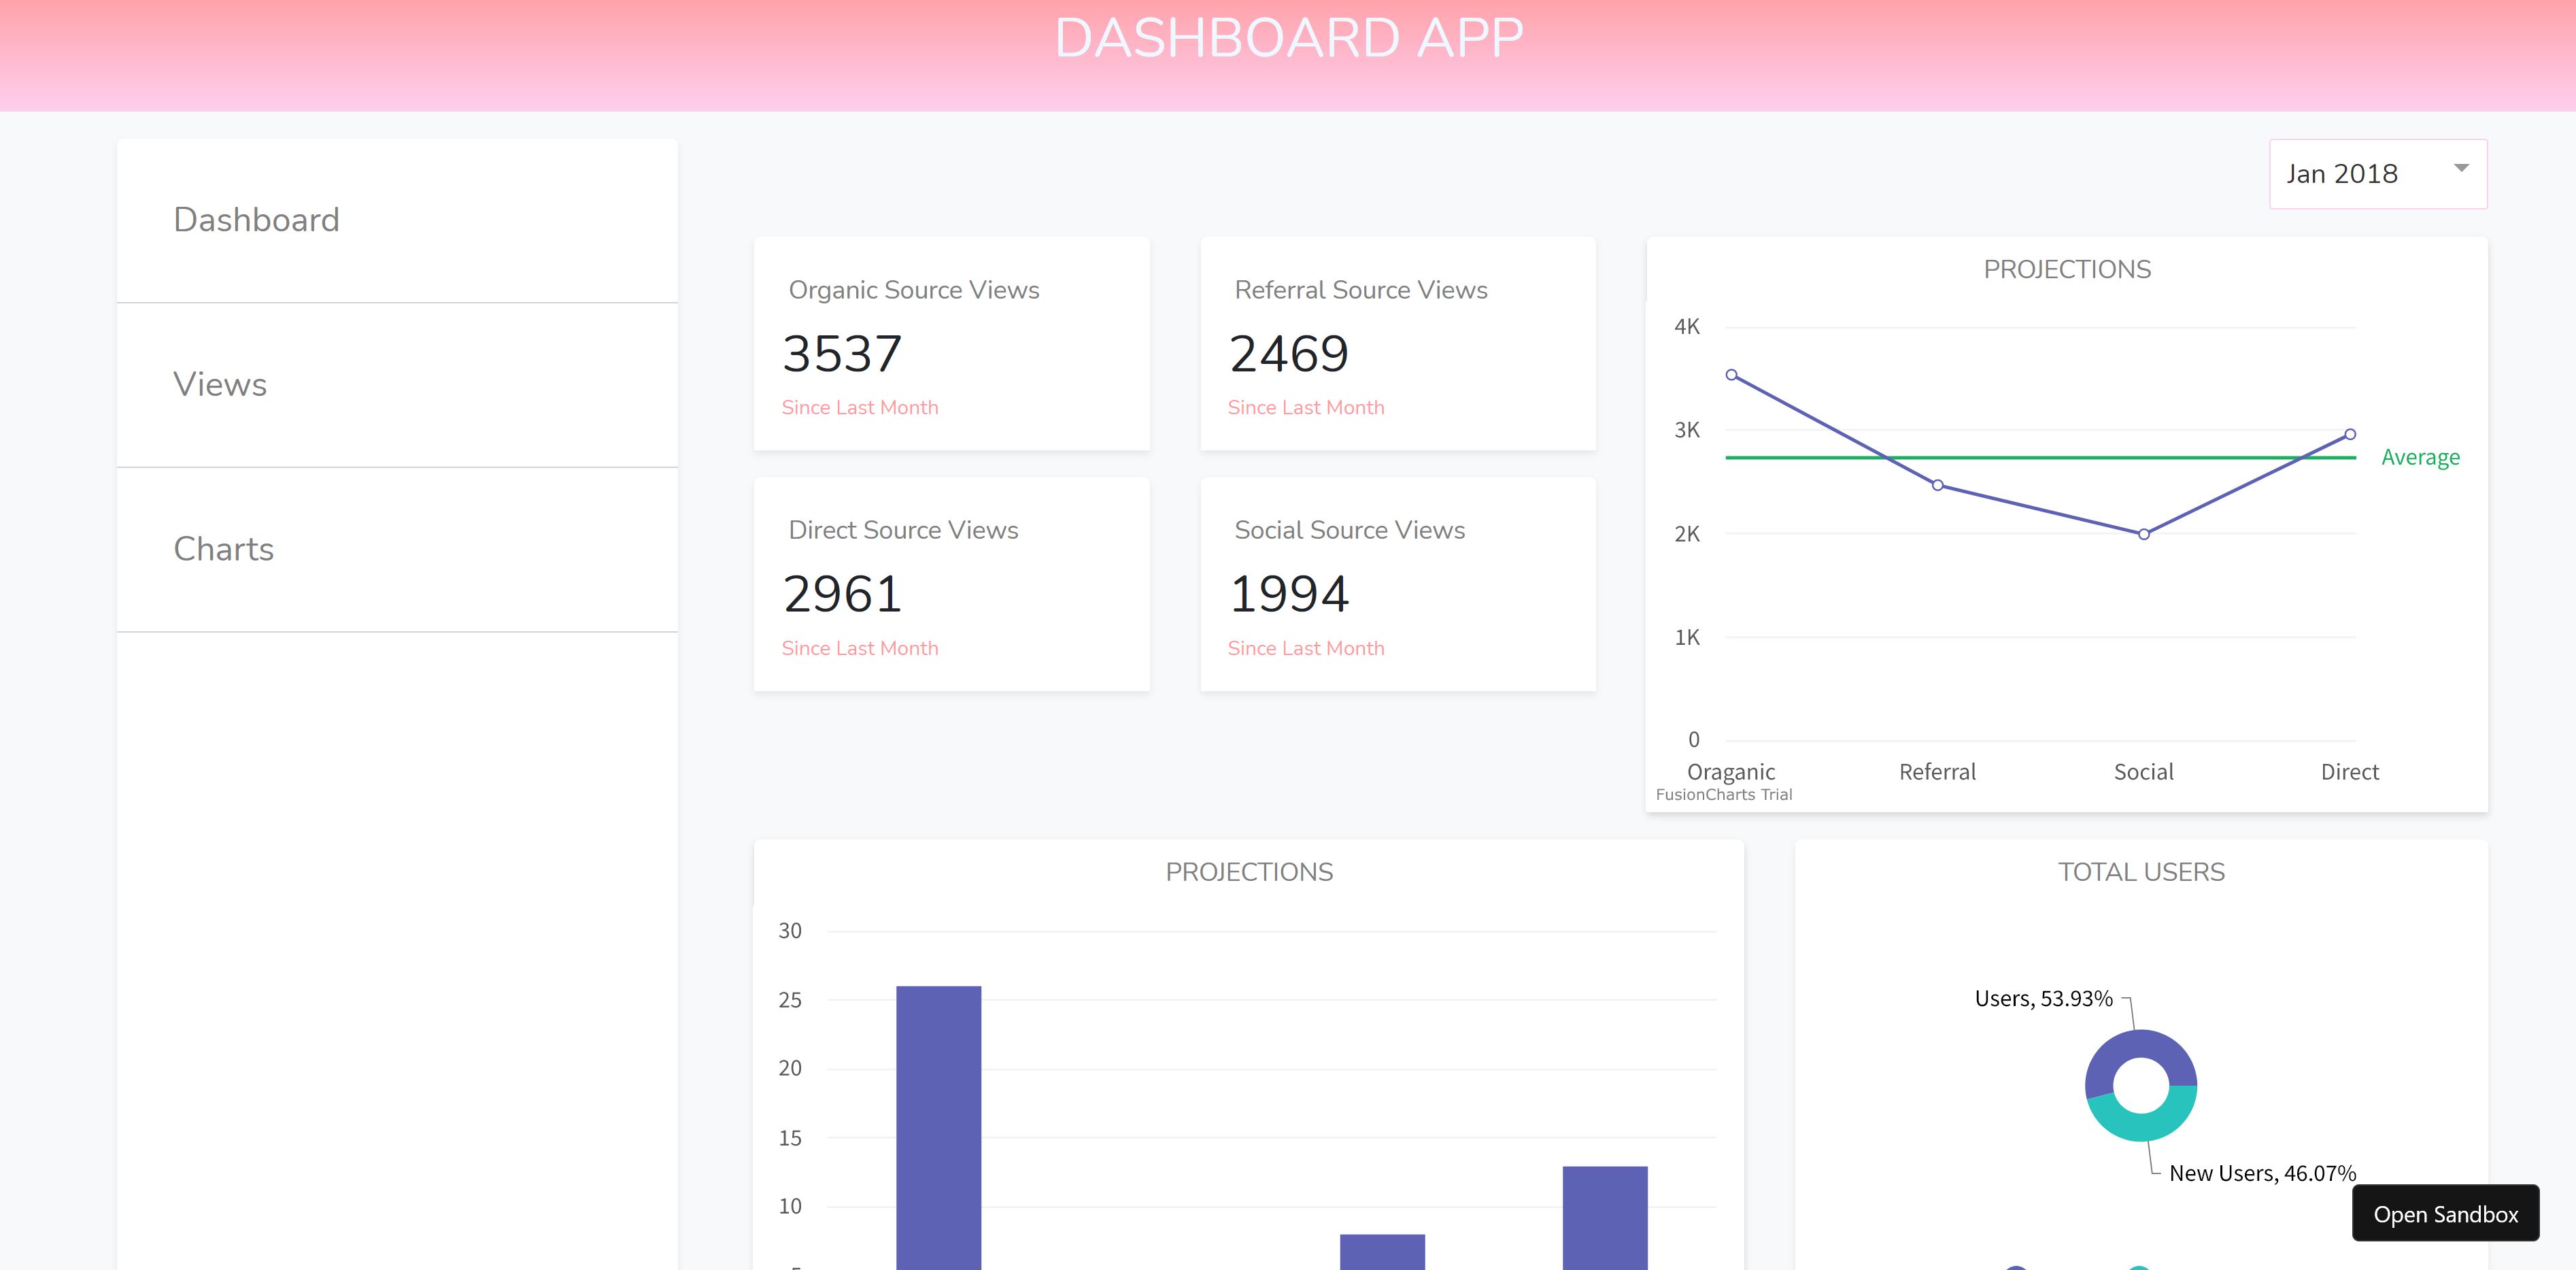 DASHBOARD APP
Jan 2018
Dashboard
Views
Charts
Organic Source Views
3537
Since Last Month
Referral Source Views
2469
Since Last Month
Direct Source Views
2961
Since Last Month
Social Source Views
1994
Since Last Month
PROJECTIONS
4K
3K
2K
1K
0
Average
Oraganic Referral Social Direct
FusionCharts Trial
PROJECTIONS
30
25
20
15
10
TOTAL USERS
Users, 53.93%
New Users, 46.07%
Open Sandbox